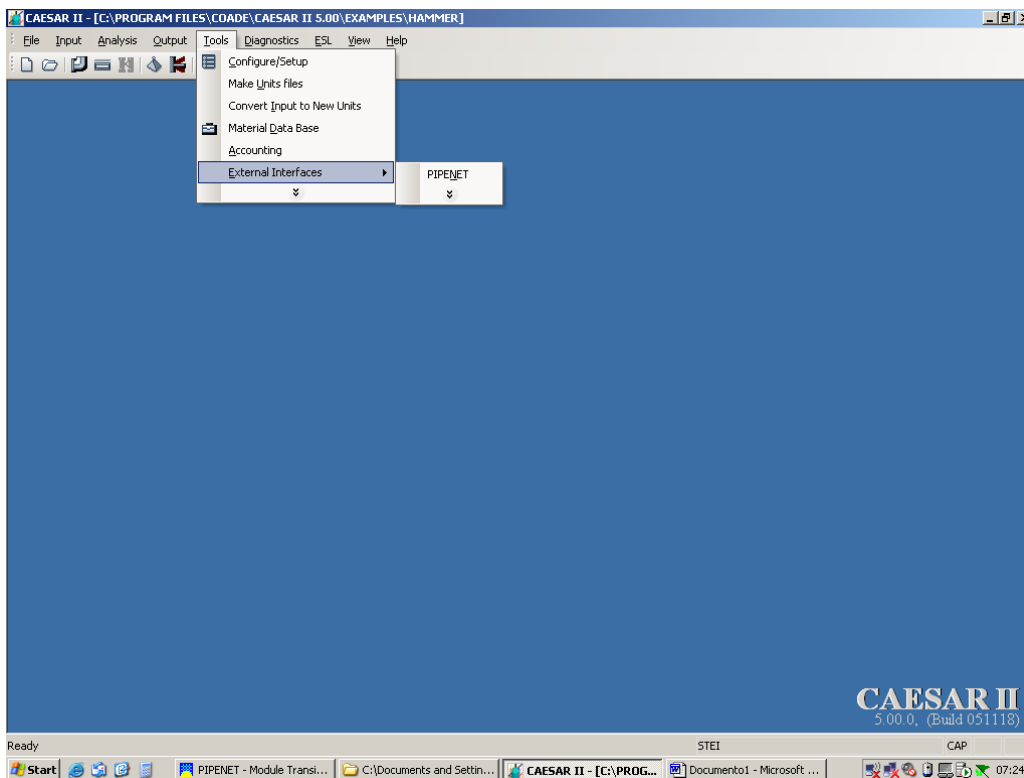 CAESAR II - [C:\PROGRAM FILES\COADE\CAESAR II 5.00\EXAMPLES\HAMMER]
File Input Analysis Output Tools Diagnostics ESL View Help
Configure/Setup
Make Units files
Convert Input to New Units
Material Data Base
Accounting
External Interfaces
PIPENET
CAESAR II
5.00.0, (Build 051118)
Ready STEI CAP
Start PIPENET - Module Transi... C:\Documents and Settin... CAESAR II - [C:\PROG... Documento1 - Microsoft ... 07:24